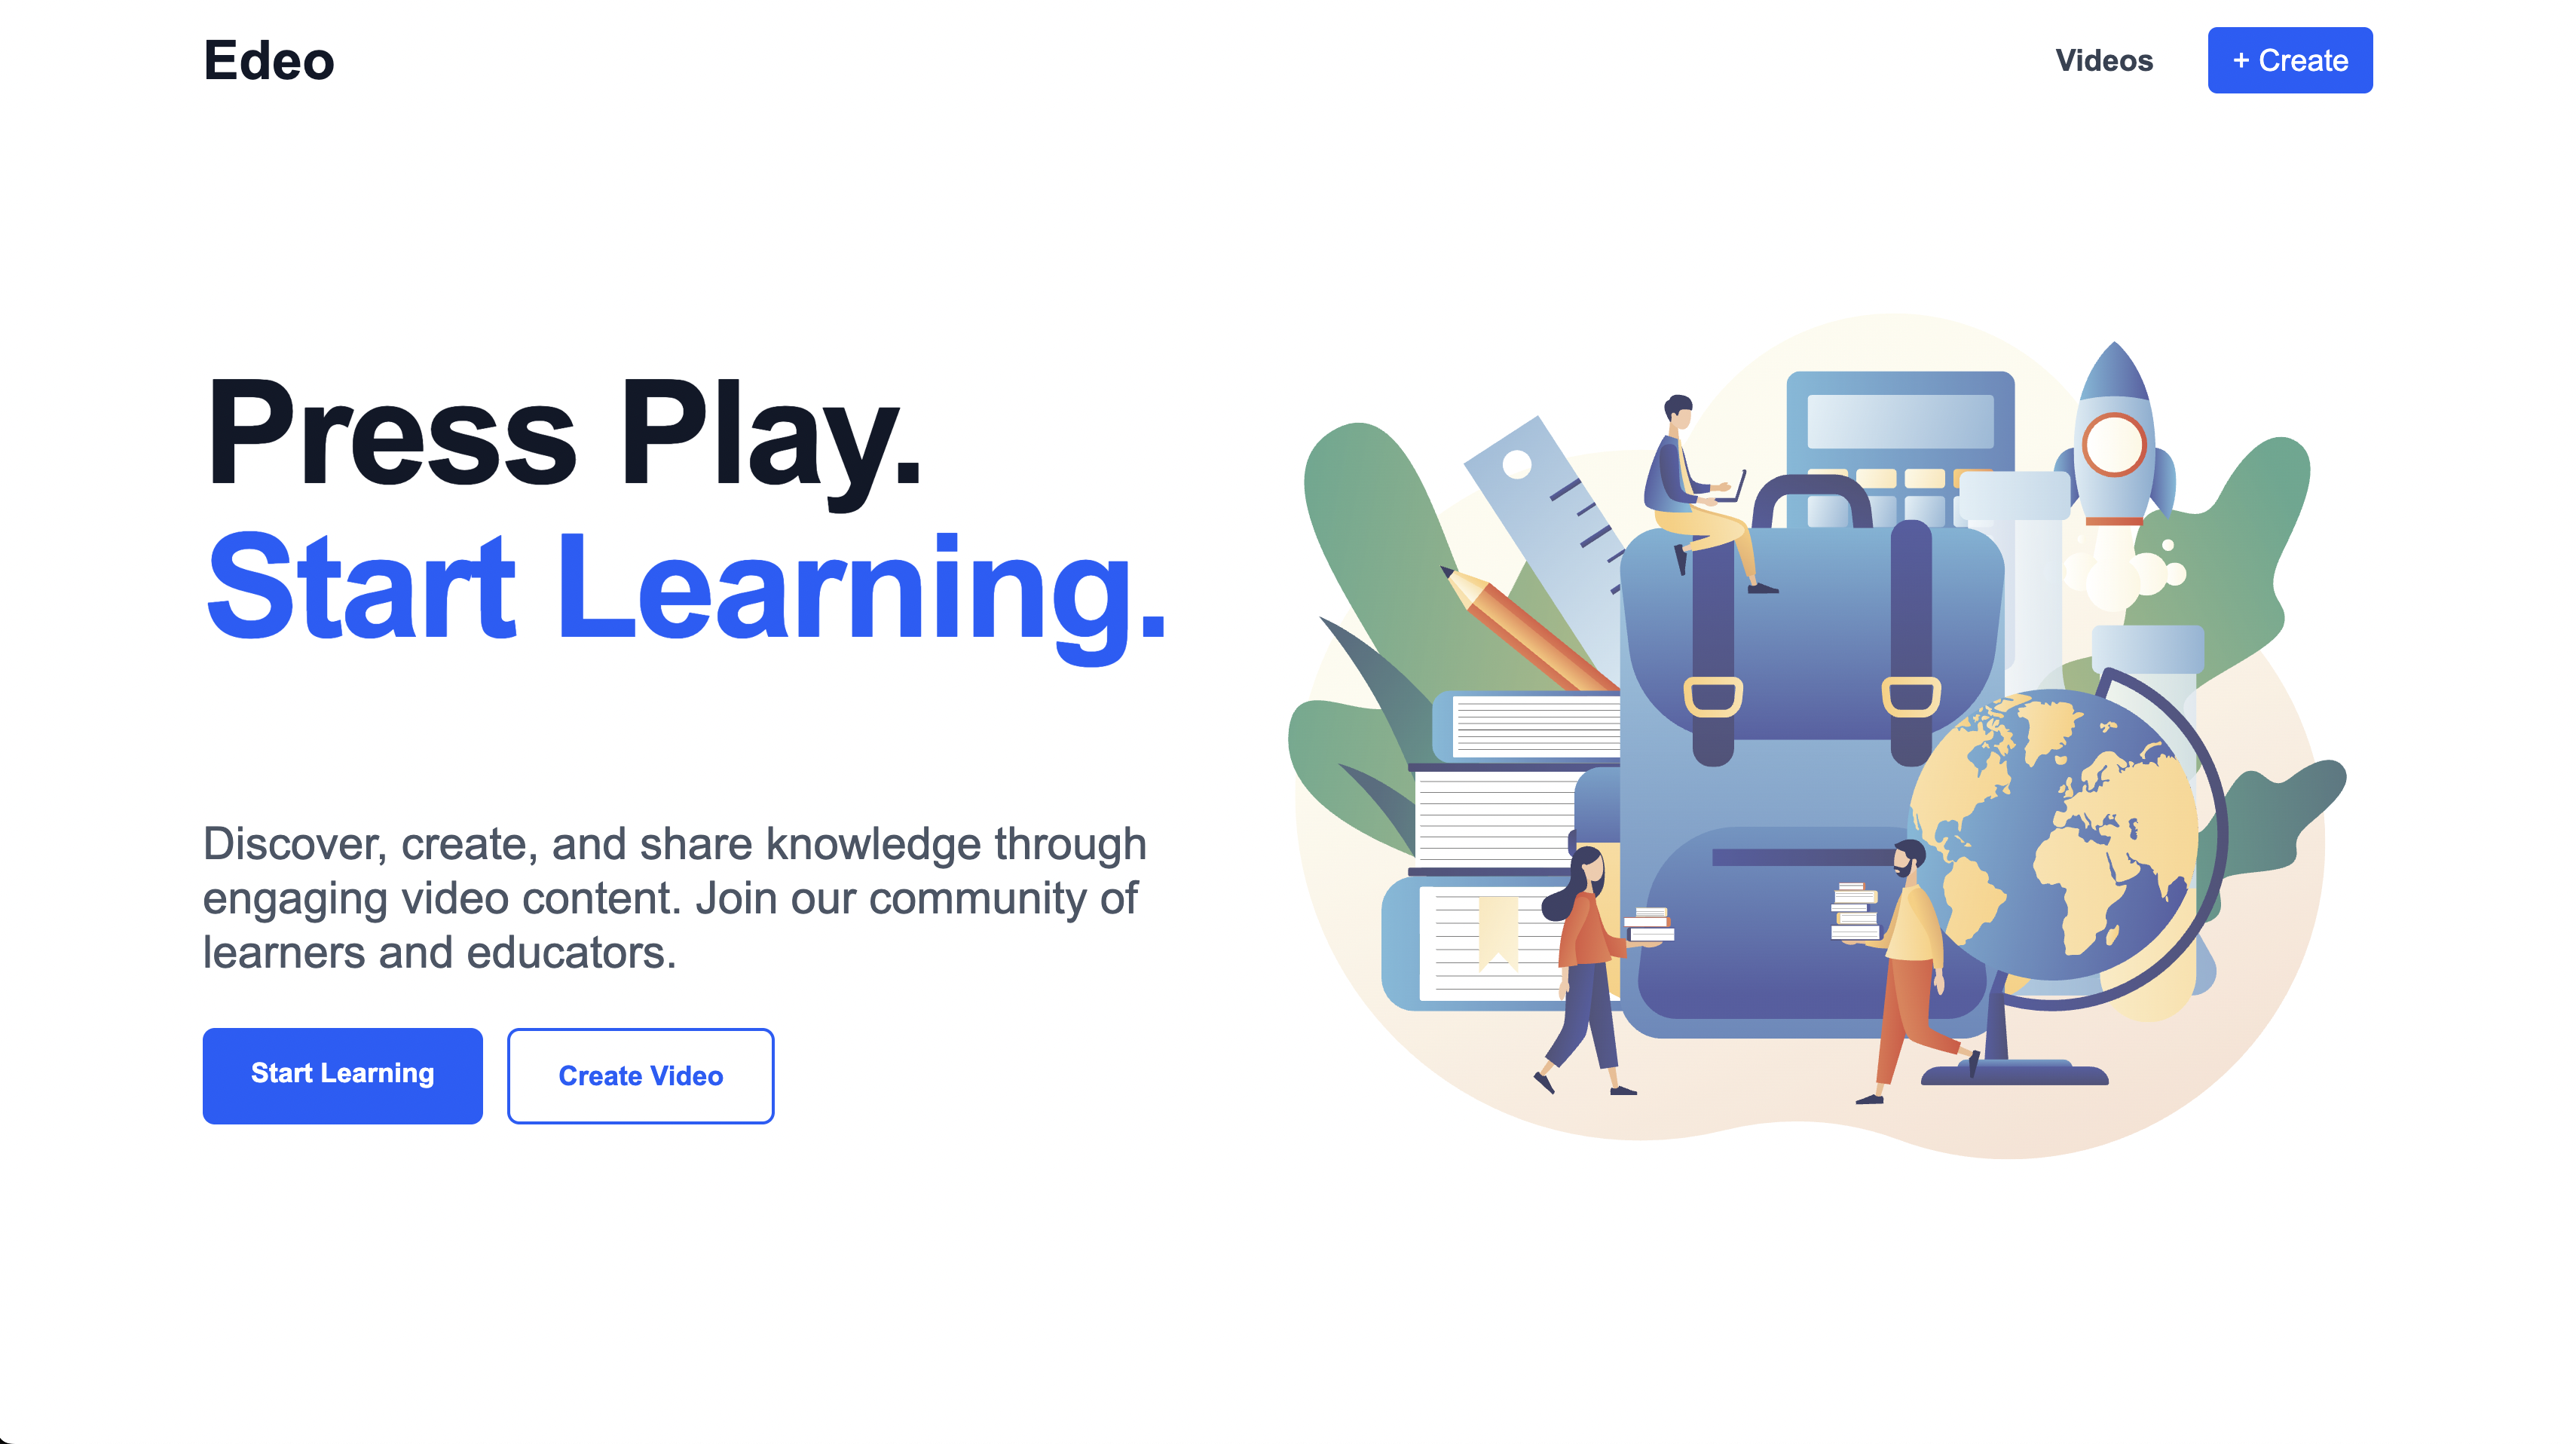 Edeo
Videos
+ Create
Press Play.
Start Learning.
Discover, create, and share knowledge through
engaging video content. Join our community of
learners and educators.
Start Learning
Create Video